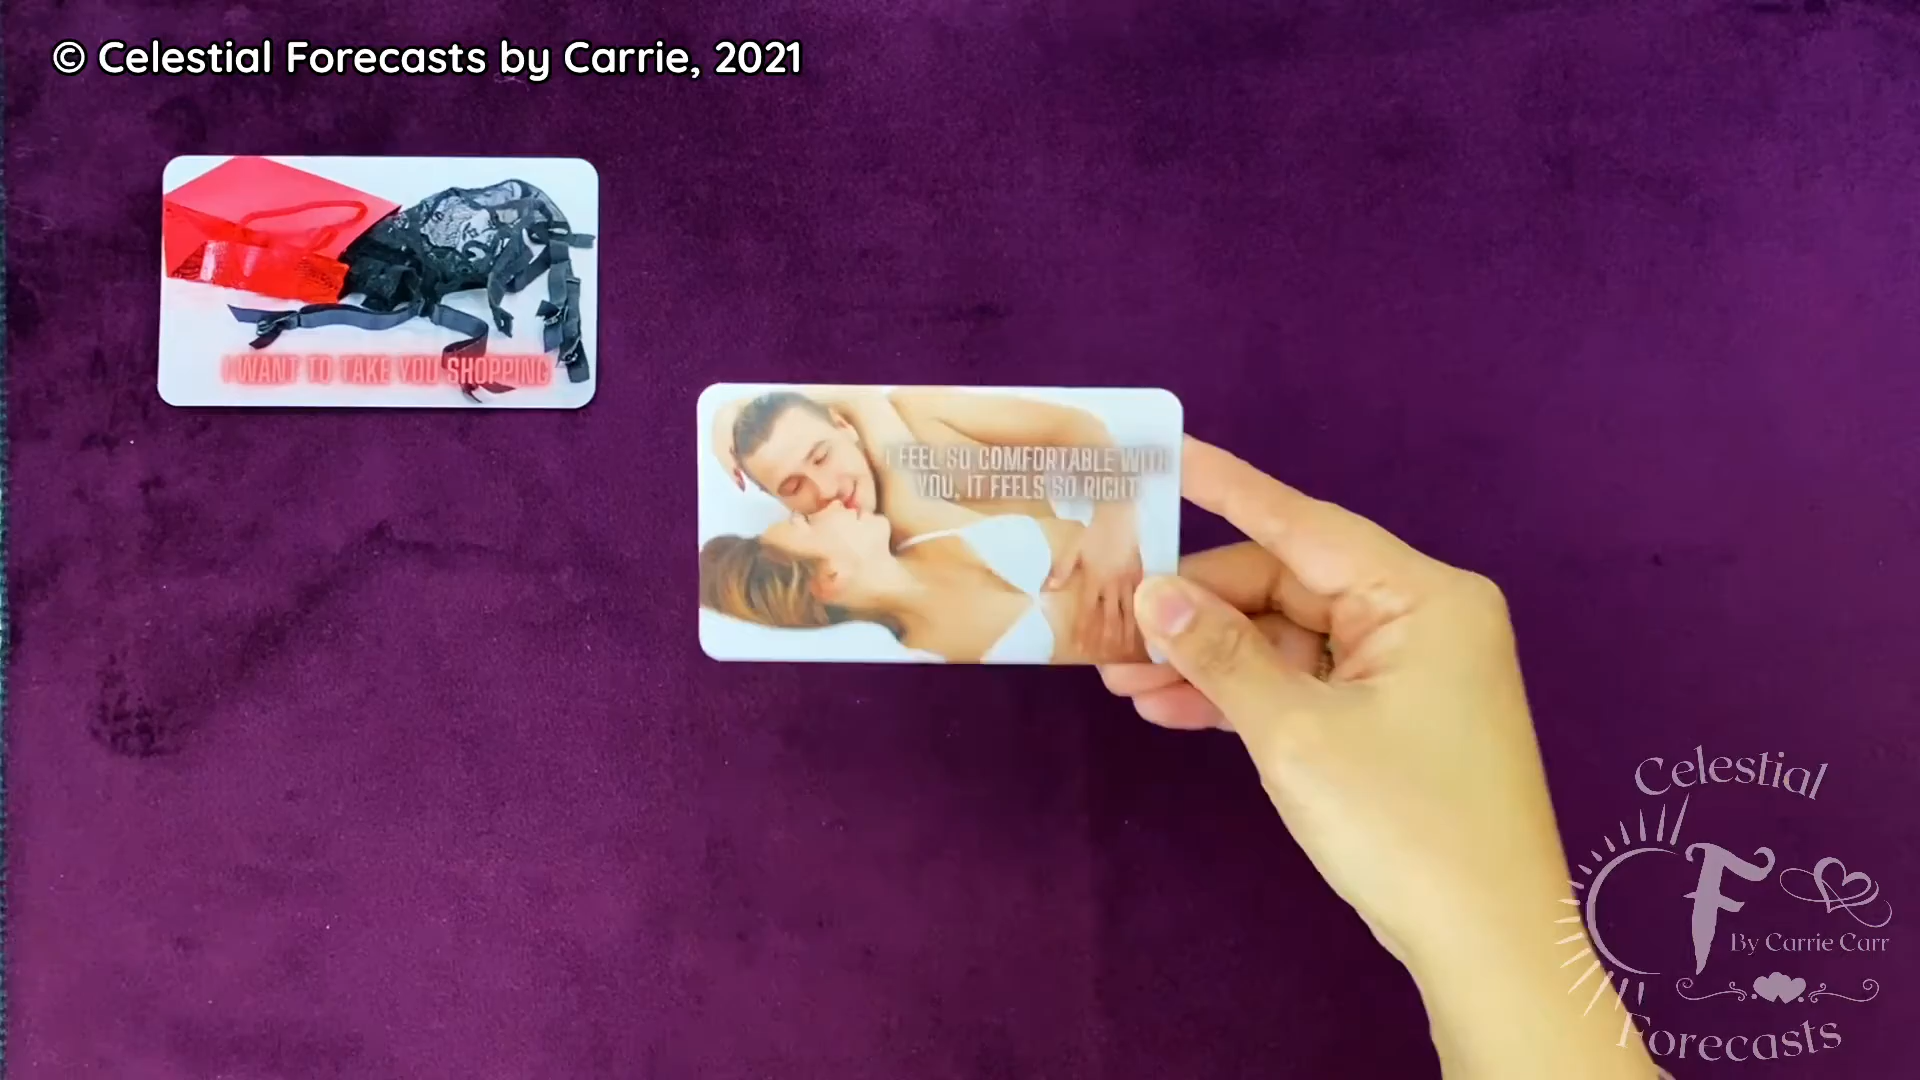 © Celestial Forecasts by Carrie, 2021
I WANT TO TAKE YOU SHOPPING
I FEEL SO COMFORTABLE WITH
YOU, IT FEELS SO RIGHT
Celestial
F
By Carrie Carr
Forecasts